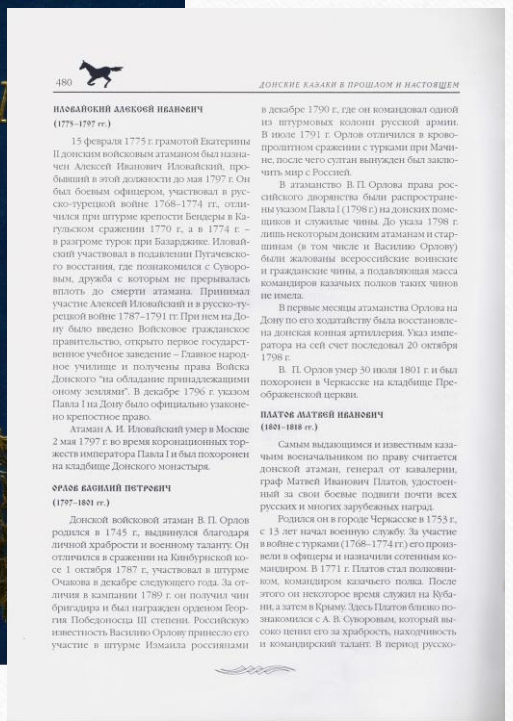 480
ДОНСКИЕ КАЗАКИ В ПРОШЛОМ И НАСТОЯЩЕМ
ИЛОВАЙСКИЙ АЛЕКСЕЙ ИВАНОВИЧ
(1775–1797 гг.)
15 февраля 1775 г. грамотой Екатерины
II донским войсковым атаманом был назна-
чен Алексей Иванович Иловайский, про-
бывший в этой должности до мая 1797 г. Он
был боевым офицером, участвовал в рус-
ско-турецкой войне 1768–1774 гг., отли-
чился при штурме крепости Бендеры в Ка-
гульском сражении 1770 г., а в 1774 г. –
в разгроме турок при Базарджике. Иловай-
ский участвовал в подавлении Пугачевско-
го восстания, где познакомился с Суворо-
вым, дружба с которым не прерывалась
вплоть до смерти атамана. Принимал
участие Алексей Иловайский и в русско-ту-
рецкой войне 1787–1791 гг. При нем на До-
ну было введено Войсковое гражданское
правительство, открыто первое государст-
венное учебное заведение – Главное народ-
ное училище и получены права Войска
Донского "на обладание принадлежащими
оному землями". В декабре 1796 г. указом
Павла I на Дону было официально узаконе-
но крепостное право.
Атаман А. И. Иловайский умер в Москве
2 мая 1797 г. во время коронационных тор-
жеств императора Павла I и был похоронен
на кладбище Донского монастыря.
ОРЛОВ ВАСИЛИЙ ПЕТРОВИЧ
(1797–1801 гг.)
Донской войсковой атаман В. П. Орлов
родился в 1745 г., выдвинулся благодаря
личной храбрости и военному таланту. Он
отличился в сражении на Кинбурнской ко-
се 1 октября 1787 г., участвовал в штурме
Очакова в декабре следующего года. За от-
личия в кампании 1789 г. он получил чин
бригадира и был награжден орденом Геор-
гия Победоносца III степени. Российскую
известность Василию Орлову принесло его
участие в штурме Измаила россиянами
в декабре 1790 г., где он командовал одной
из штурмовых колонн русской армии.
В июле 1791 г. Орлов отличился в крово-
пролитном сражении с турками при Мачи-
не, после чего султан вынужден был заклю-
чить мир с Россией.
В атаманство В. П. Орлова права рос-
сийского дворянства были распростране-
ны указом Павла I (1798 г.) на донских поме-
щиков и служилые чины. До указа 1798 г.
лишь некоторым донским атаманам и стар-
шинам (в том числе и Василию Орлову)
были жалованы всероссийские воинские
и гражданские чины, а подавляющая масса
командиров казачьих полков таких чинов
не имела.
В первые месяцы атаманства Орлова на
Дону по его ходатайству была восстановле-
на донская конная артиллерия. Указ импе-
ратора на сей счет последовал 20 октября
1798 г.
В. П. Орлов умер 30 июля 1801 г. и был
похоронен в Черкасске на кладбище Пре-
ображенской церкви.
ПЛАТОВ МАТВЕЙ ИВАНОВИЧ
(1801–1818 гг.)
Самым выдающимся и известным каза-
чьим военачальником по праву считается
донской атаман, генерал от кавалерии,
граф Матвей Иванович Платов, удостоен-
ный за свои боевые подвиги почти всех
русских и многих зарубежных наград.
Родился он в городе Черкасске в 1753 г.,
с 13 лет начал военную службу. За участие
в войне с турками (1768–1774 гг.) его произ-
вели в офицеры и назначили сотенным ко-
мандиром. В 1771 г. Платов стал полковни-
ком, командиром казачьего полка. После
этого он некоторое время служил на Куба-
ни, а затем в Крыму. Здесь Платов близко по-
знакомился с А. В. Суворовым, который вы-
соко ценил его за храбрость, находчивость
и командирский талант. В период русско-